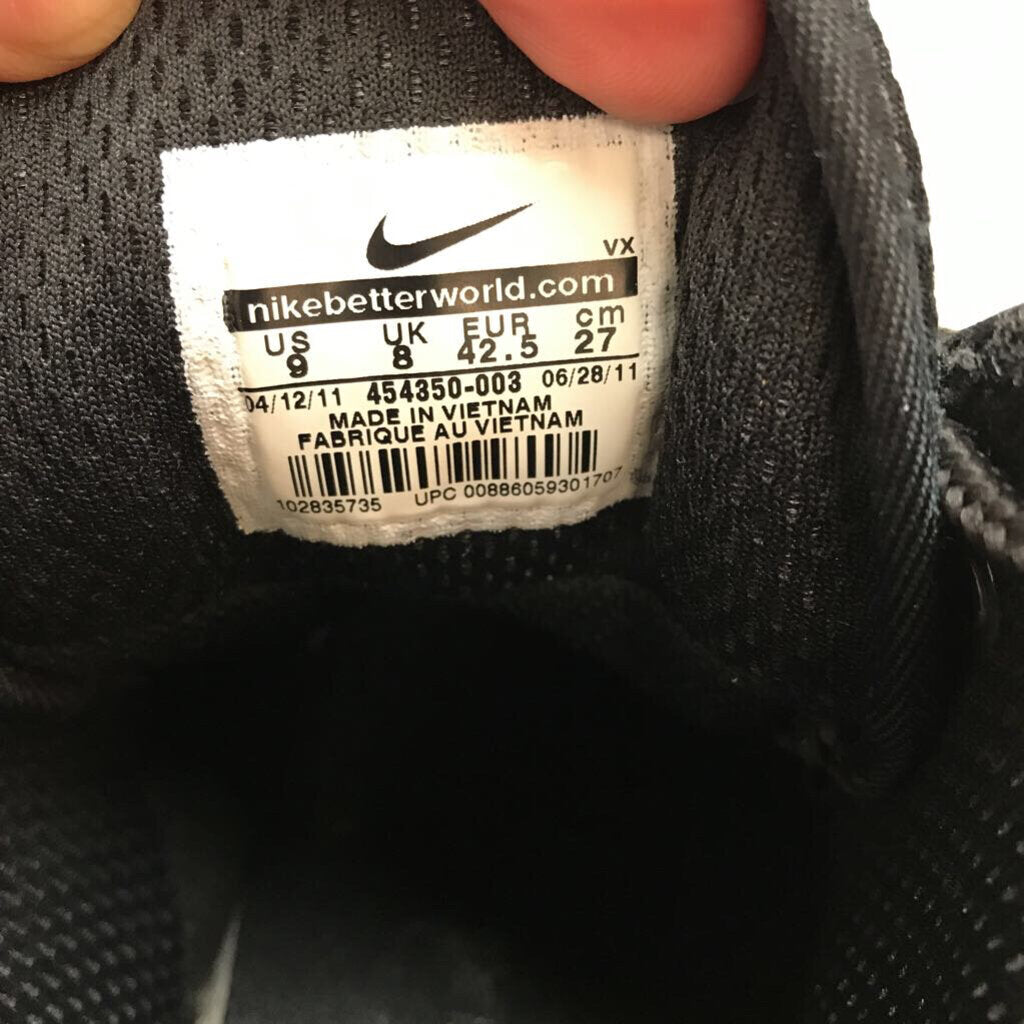 VX
nikebetterworld.com
US UK EUR cm
9 8 42.5 27
04/12/11 454350-003 06/28/11
MADE IN VIETNAM
FABRIQUE AU VIETNAM
102835735 UPC 00886059301707